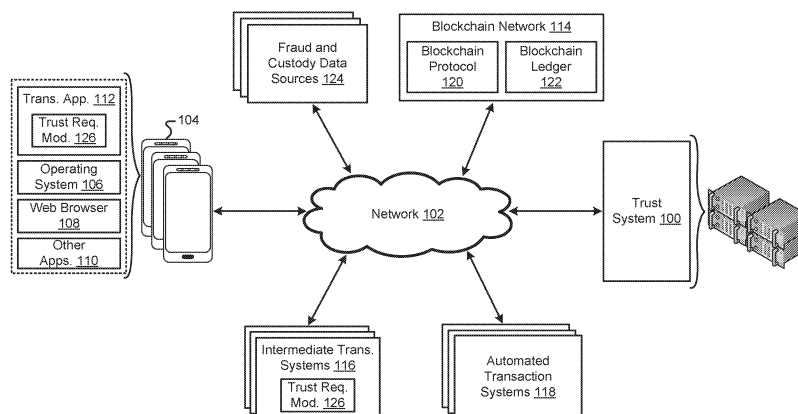 Fraud and
Custody Data
Sources 124
Blockchain Network 114
Blockchain
Protocol
120
Blockchain
Ledger
122
Trans. App. 112
Trust Req.
Mod. 126
Operating
System 106
Web Browser
108
Other
Apps. 110
104
Network 102
Trust
System 100
Intermediate Trans.
Systems 116
Trust Req.
Mod. 126
Automated
Transaction
Systems 118